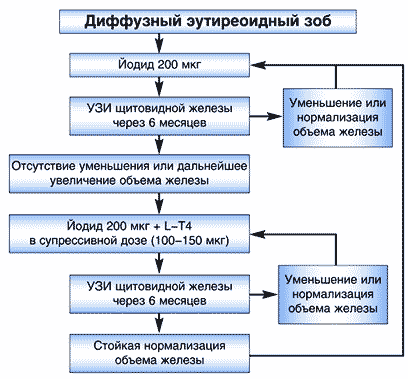 Диффузный эутиреоидный зоб
Йодид 200 мкг
УЗИ щитовидной железы
через 6 месяцев
Уменьшение или
нормализация
объема железы
Отсутствие уменьшения или дальнейшее
увеличение объема железы
Йодид 200 мкг + L–T4
в супрессивной дозе (100–150 мкг)
УЗИ щитовидной железы
через 6 месяцев
Уменьшение или
нормализация
объема железы
Стойкая нормализация
объема железы